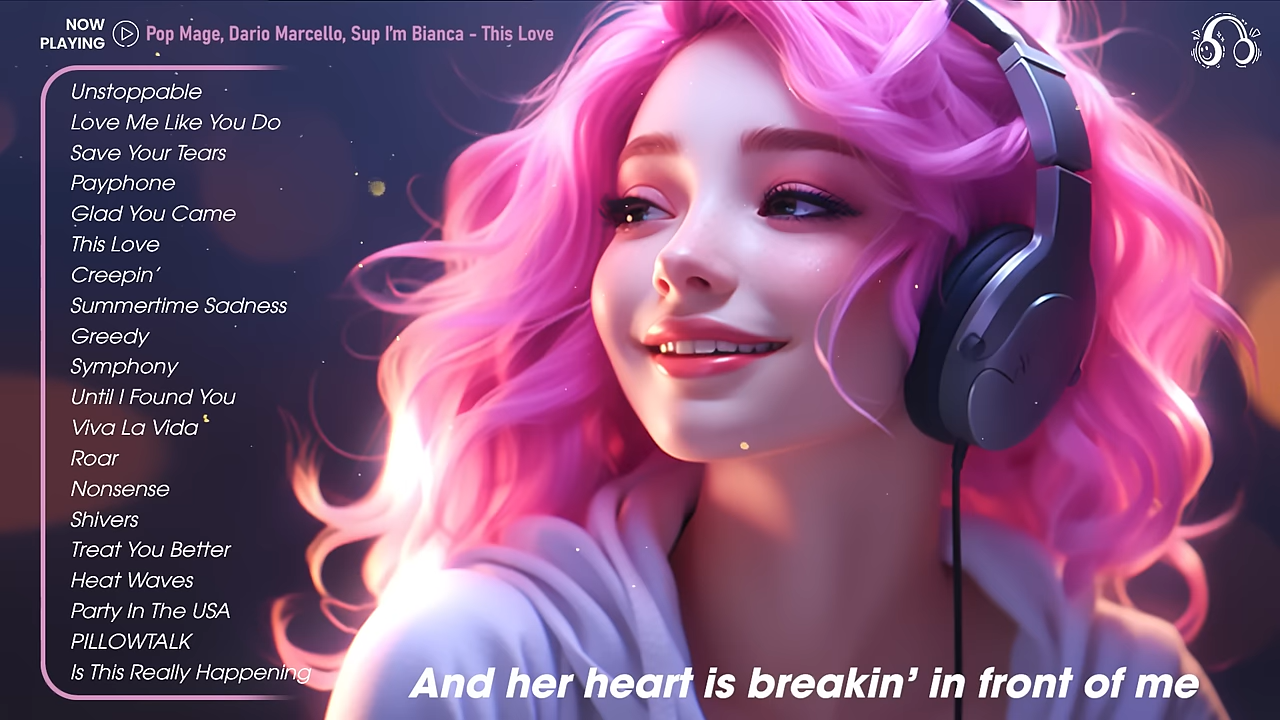 NOW
PLAYING
Pop Mage, Dario Marcello, Sup I'm Bianca - This Love
Unstoppable
Love Me Like You Do
Save Your Tears
Payphone
Glad You Came
This Love
Creepin’
Summertime Sadness
Greedy
Symphony
Until I Found You
Viva La Vida
Roar
Nonsense
Shivers
Treat You Better
Heat Waves
Party In The USA
PILLOWTALK
Is This Really Happening
And her heart is breakin’ in front of me